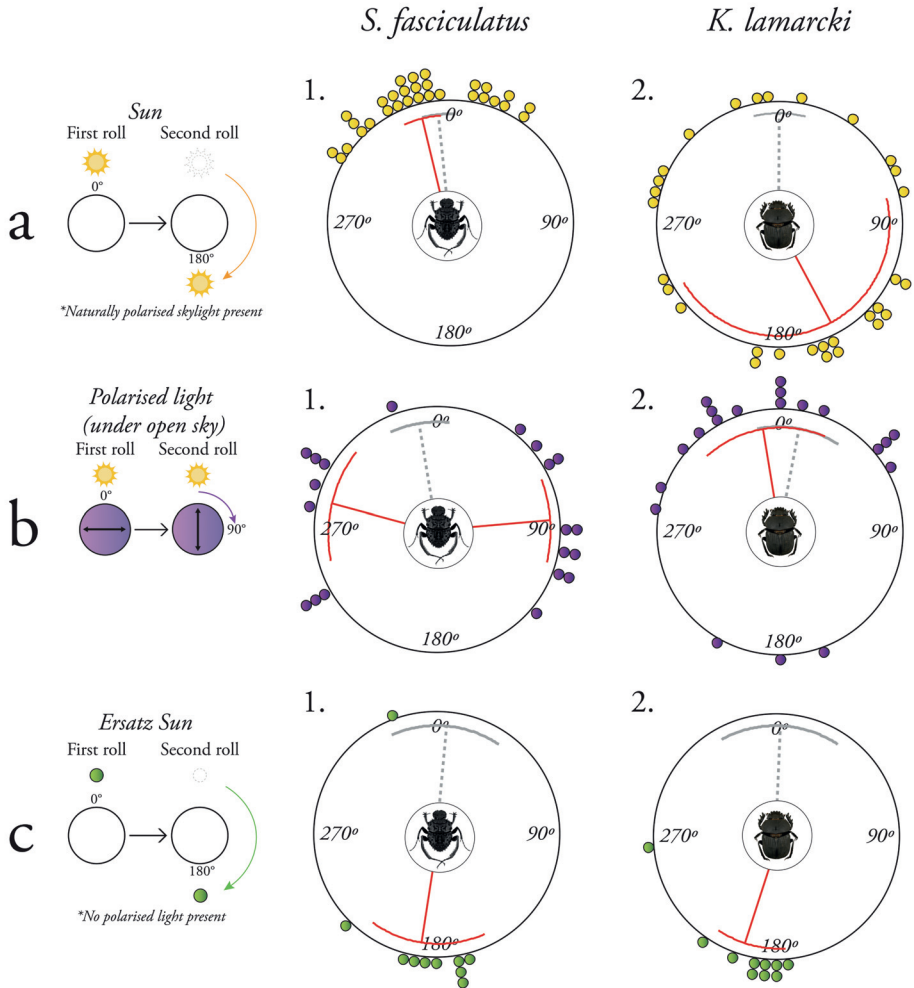 S. fasciculatus
K. lamarcki
a
Sun
First roll
Second roll
0°
180°
*Naturally polarised skylight present
1.
0º
90º
180º
270º
2.
0º
90º
180º
270º
b
Polarised light
(under open sky)
First roll
Second roll
0°
90°
1.
0º
90º
180º
270º
2.
0º
90º
180º
270º
c
Ersatz Sun
First roll
Second roll
0°
180°
*No polarised light present
1.
0º
90º
180º
270º
2.
0º
90º
180º
270º